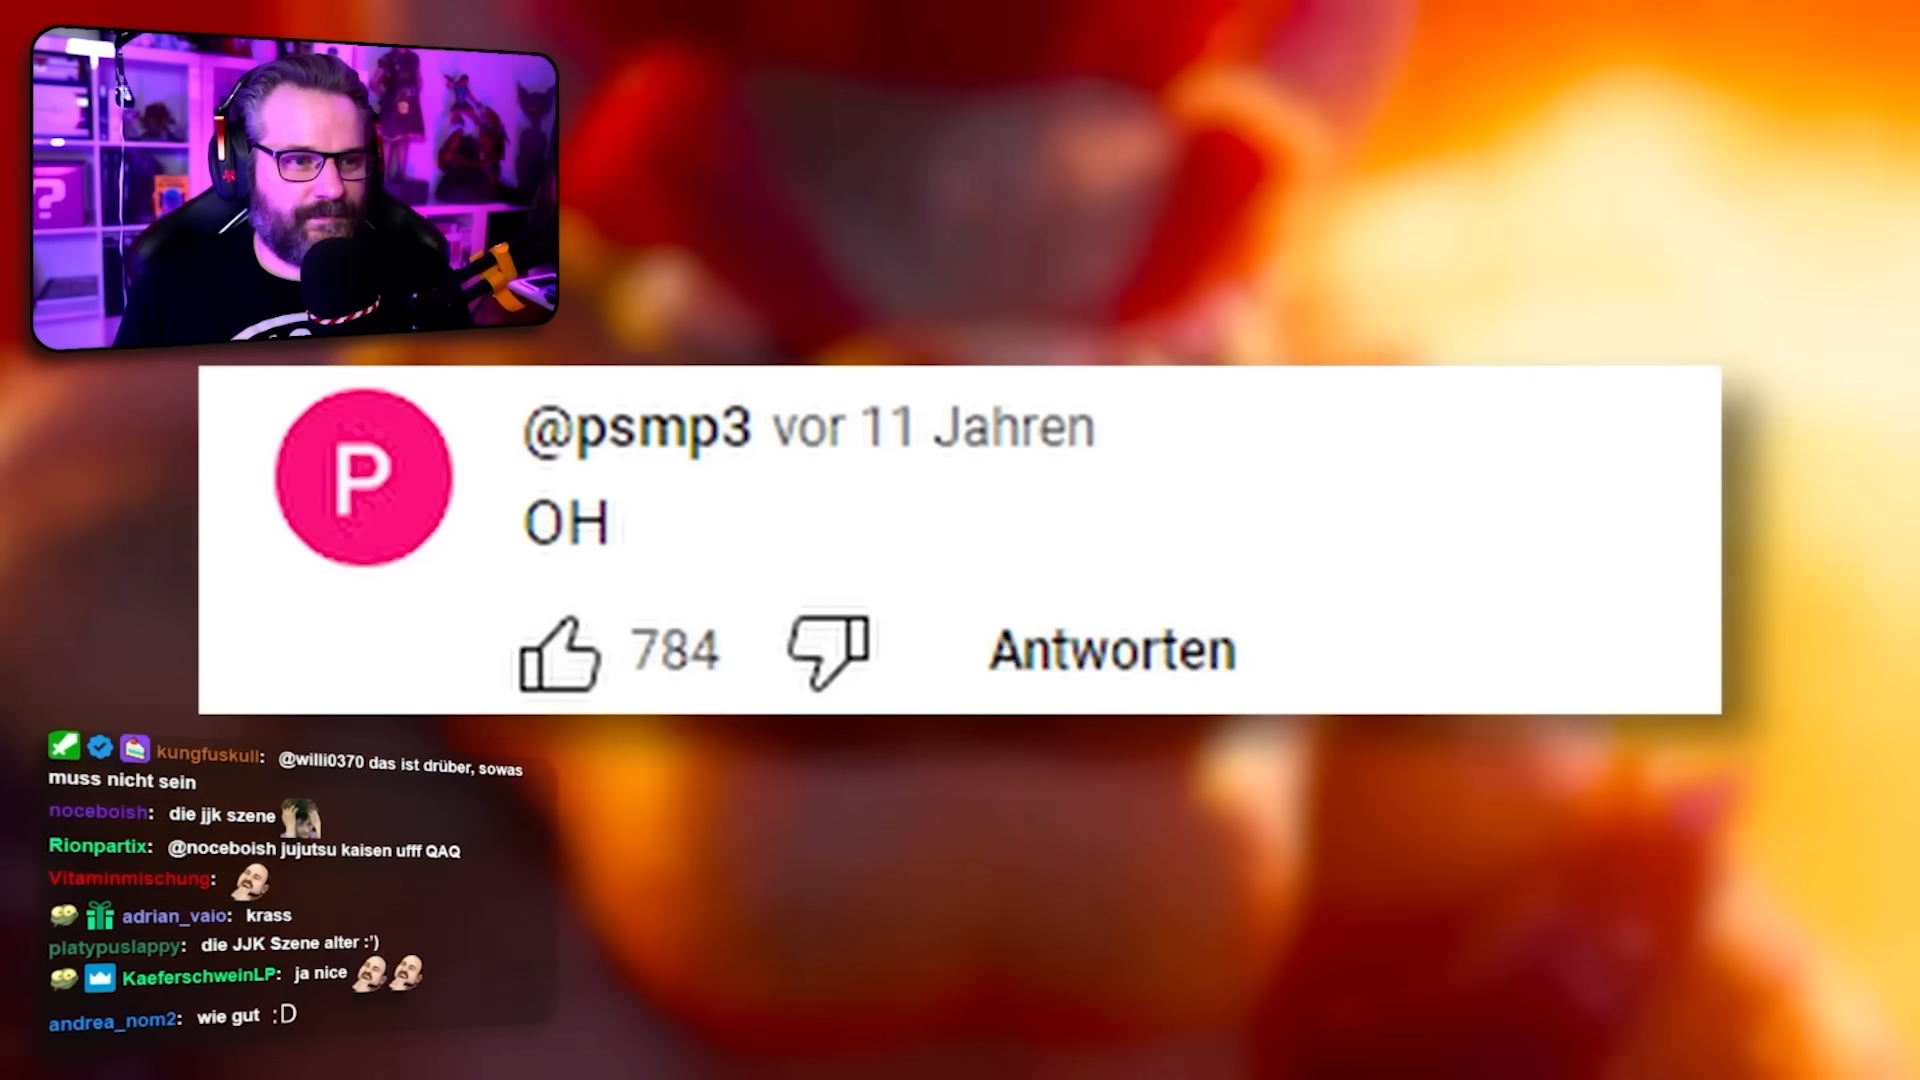 @psmp3 vor 11 Jahren
OH
784 Antworten
kungfuskull: @willi0370 das ist drüber, sowas
muss nicht sein
noceboish: die jjk szene
Rionpartix: @noceboish jujutsu kaisen ufff QAQ
Vitaminmischung:
adrian_vaio: krass
platypuslappy: die JJK Szene alter :')
KaeferschweinLP: ja nice
andrea_nom2: wie gut :D